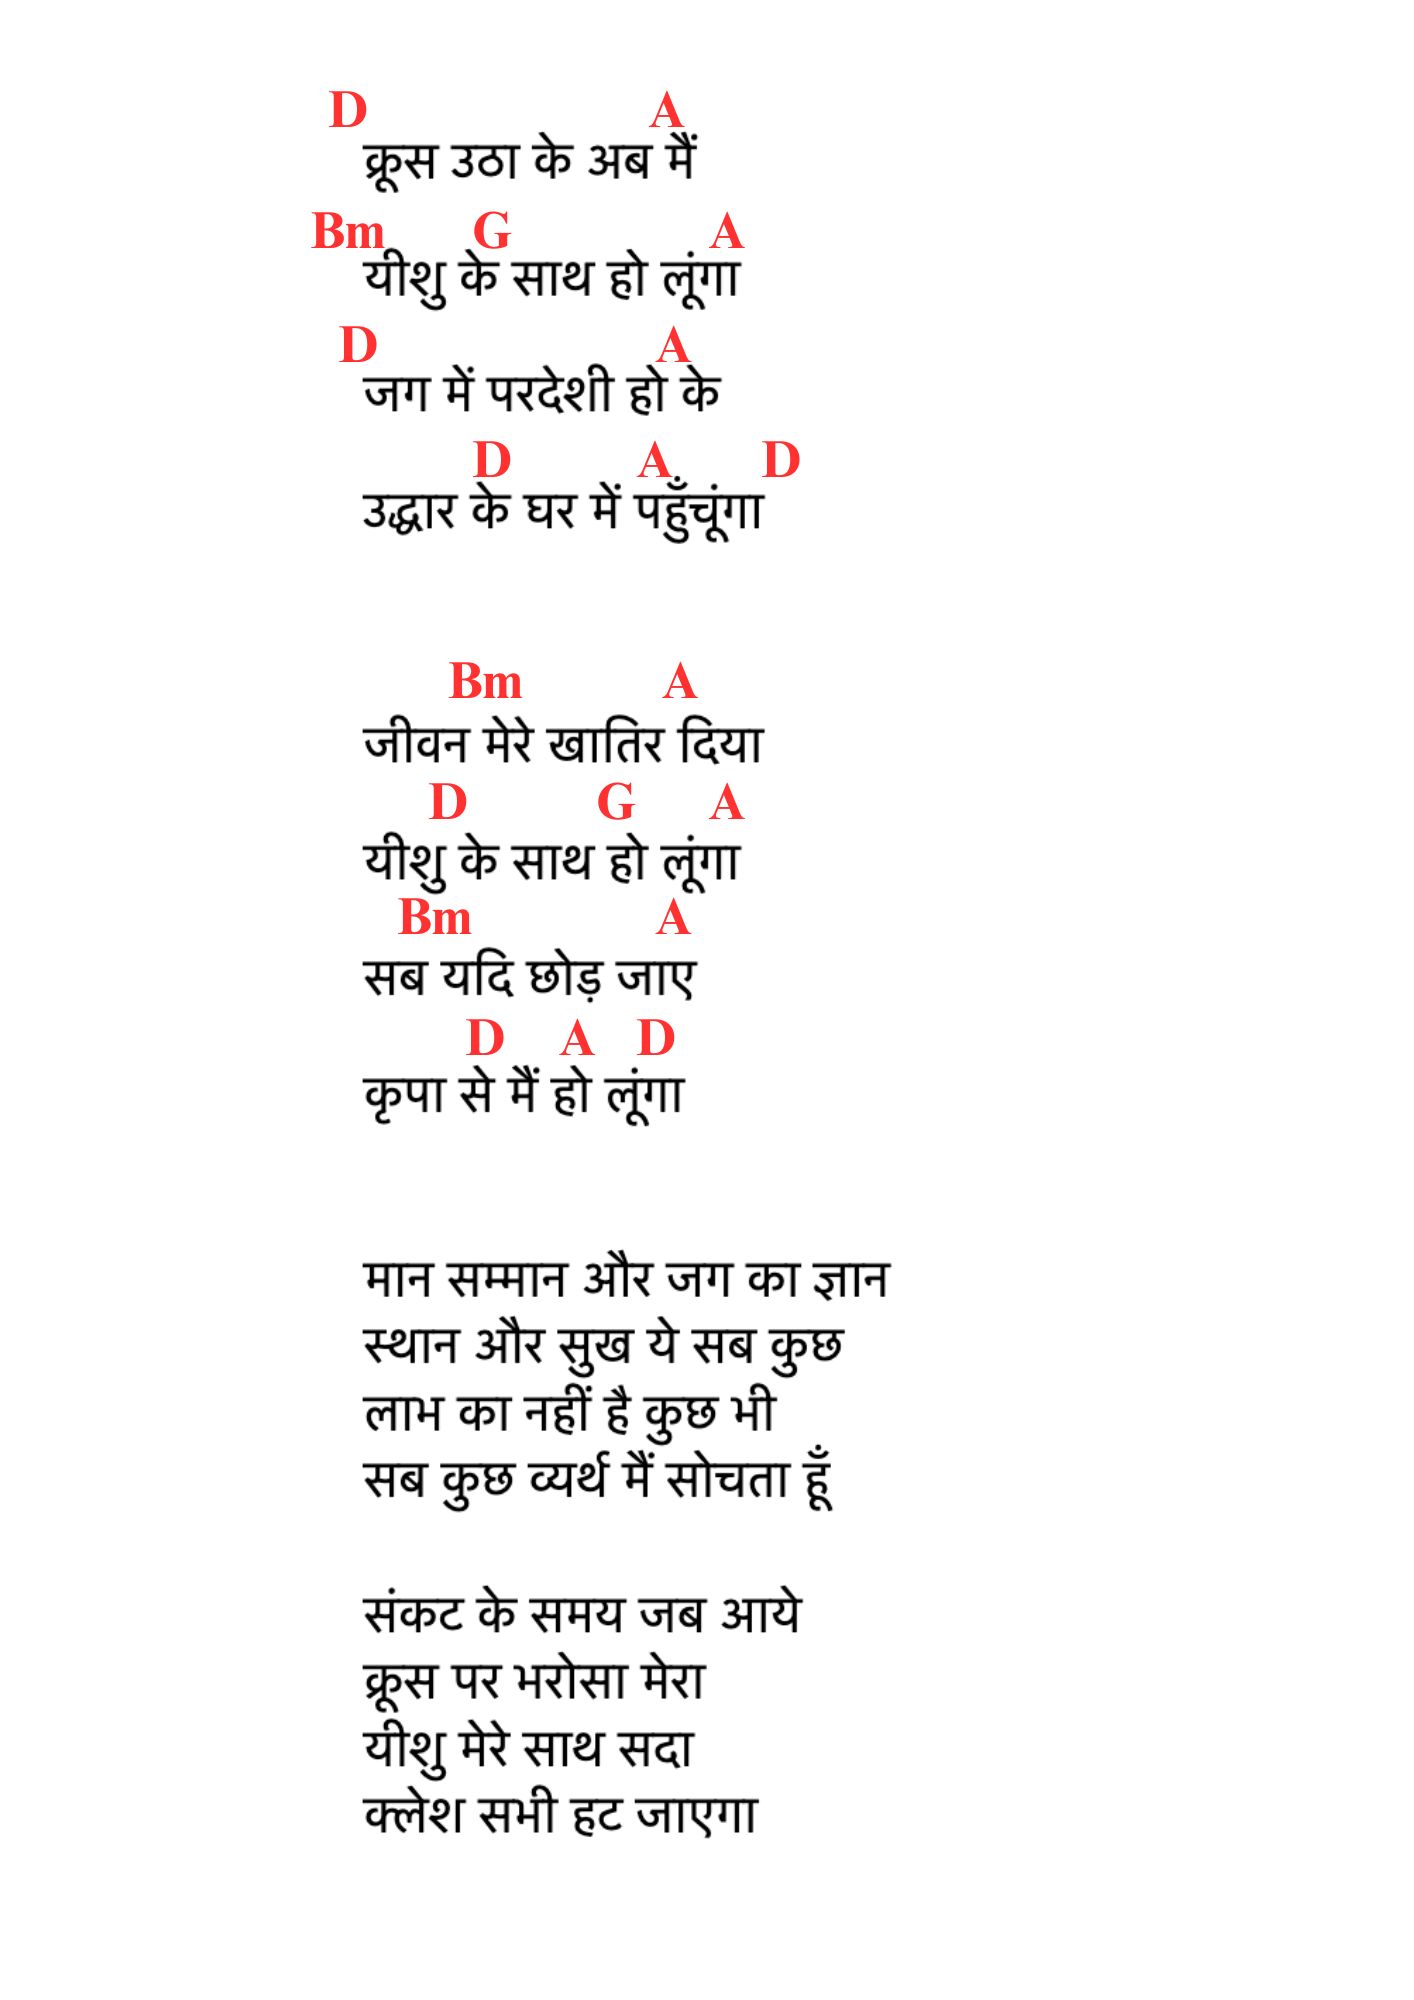 D A
क्रूस उठा के अब मैं
Bm G A
यीशु के साथ हो लूंगा
D A
जग में परदेशी हो के
D A D
उद्धार के घर में पहुँचूंगा
Bm A
जीवन मेरे खातिर दिया
D G A
यीशु के साथ हो लूंगा
Bm A
सब यदि छोड़ जाए
D A D
कृपा से मैं हो लूंगा
मान सम्मान और जग का ज्ञान
स्थान और सुख ये सब कुछ
लाभ का नहीं है कुछ भी
सब कुछ व्यर्थ मैं सोचता हूँ
संकट के समय जब आये
क्रूस पर भरोसा मेरा
यीशु मेरे साथ सदा
क्लेश सभी हट जाएगा